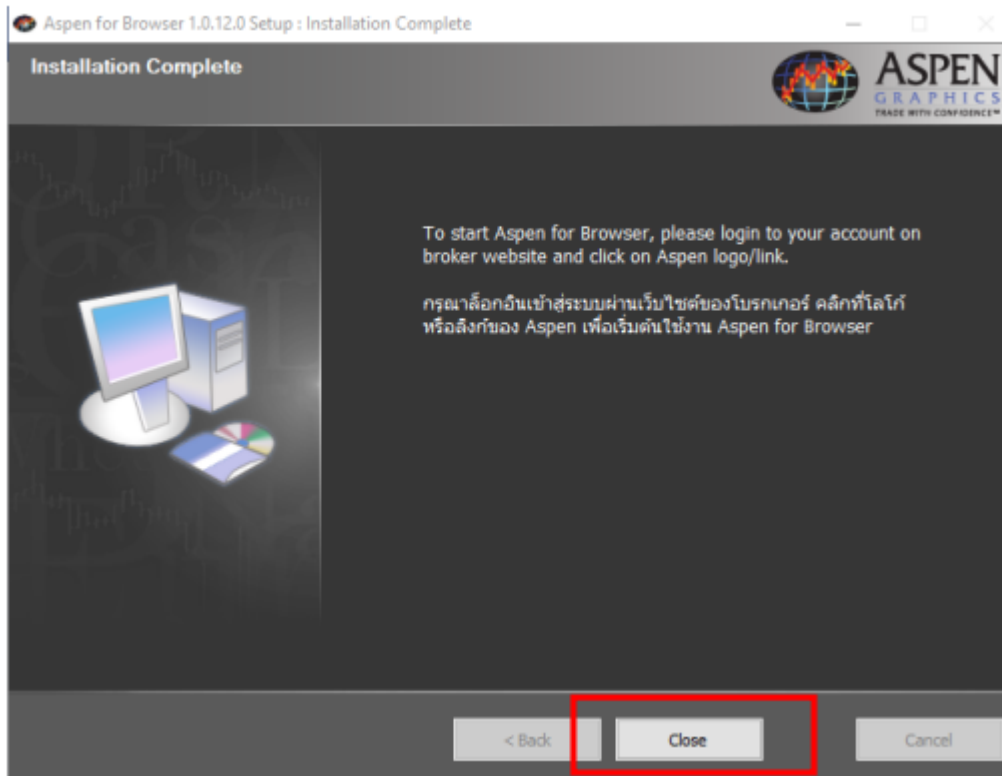 Aspen for Browser 1.0.12.0 Setup : Installation Complete
Installation Complete
ASPEN
GRAPHICS
TRADE WITH CONFIDENCE™
To start Aspen for Browser, please login to your account on
broker website and click on Aspen logo/link.
กรุณาล็อกอินเข้าสู่ระบบผ่านเว็บไซต์ของโบรกเกอร์ คลิกที่โลโก้
หรือลิงก์ของ Aspen เพื่อเริ่มต้นใช้งาน Aspen for Browser
< Back
Close
Cancel